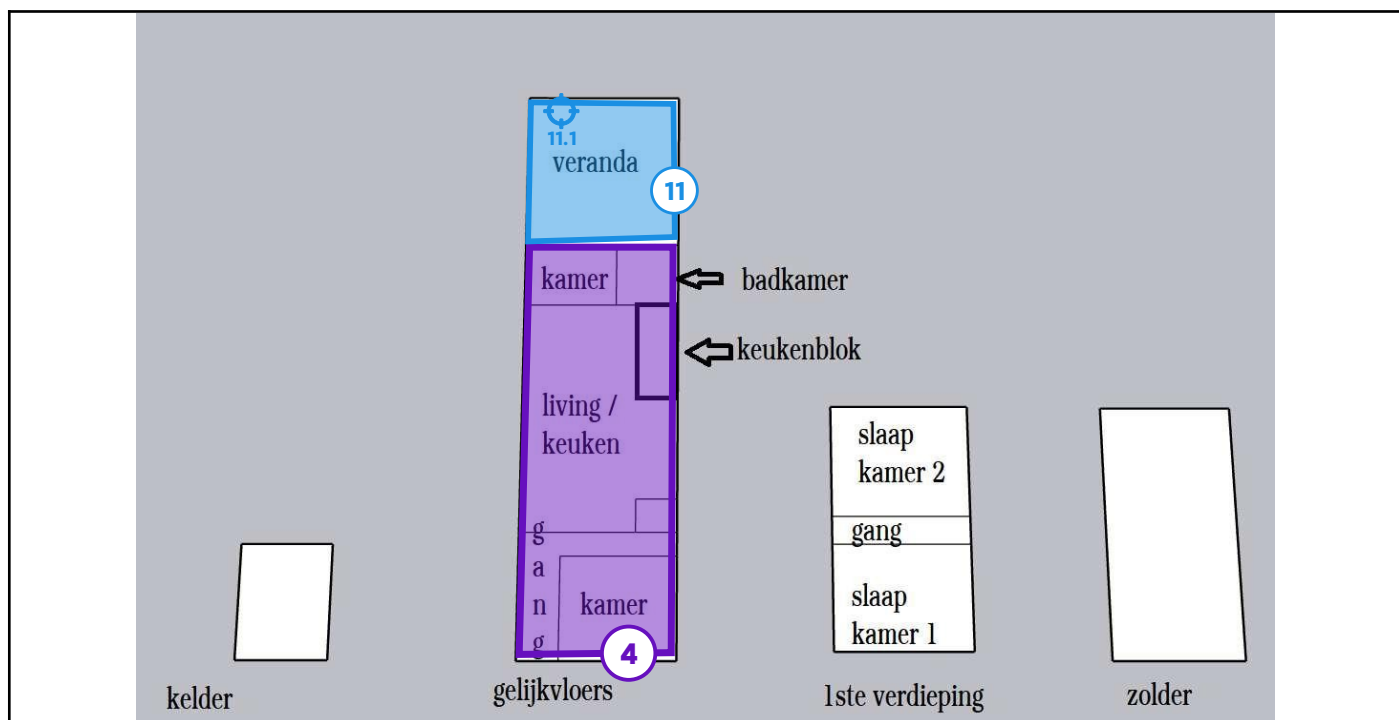 11.1
veranda
11
kamer
badkamer
keukenblok
living /
keuken
g
a
n
g
kamer
4
slaap
kamer 2
gang
slaap
kamer 1
kelder
gelijkvloers
1ste verdieping
zolder